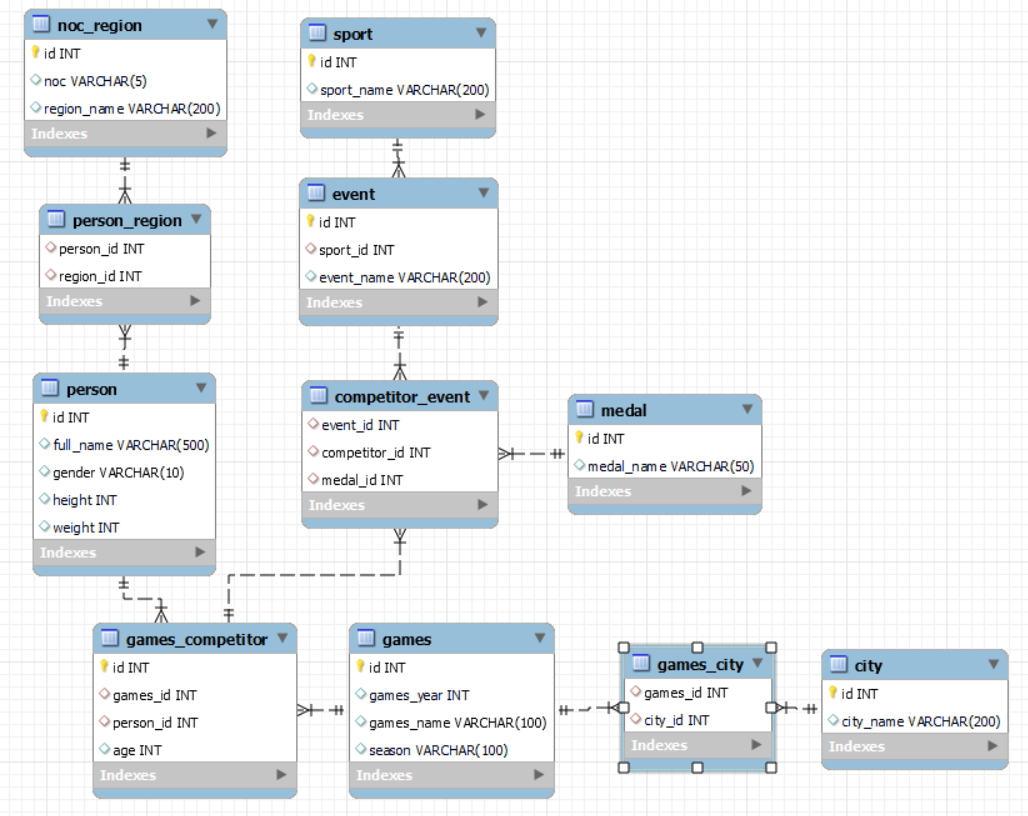 noc_region
id INT
noc VARCHAR(5)
region_name VARCHAR(200)
Indexes
sport
id INT
sport_name VARCHAR(200)
Indexes
person_region
person_id INT
region_id INT
Indexes
event
id INT
sport_id INT
event_name VARCHAR(200)
Indexes
person
id INT
full_name VARCHAR(500)
gender VARCHAR(10)
height INT
weight INT
Indexes
competitor_event
event_id INT
competitor_id INT
medal_id INT
Indexes
medal
id INT
medal_name VARCHAR(50)
Indexes
games_competitor
id INT
games_id INT
person_id INT
age INT
Indexes
games
id INT
games_year INT
games_name VARCHAR(100)
season VARCHAR(100)
Indexes
games_city
games_id INT
city_id INT
Indexes
city
id INT
city_name VARCHAR(200)
Indexes